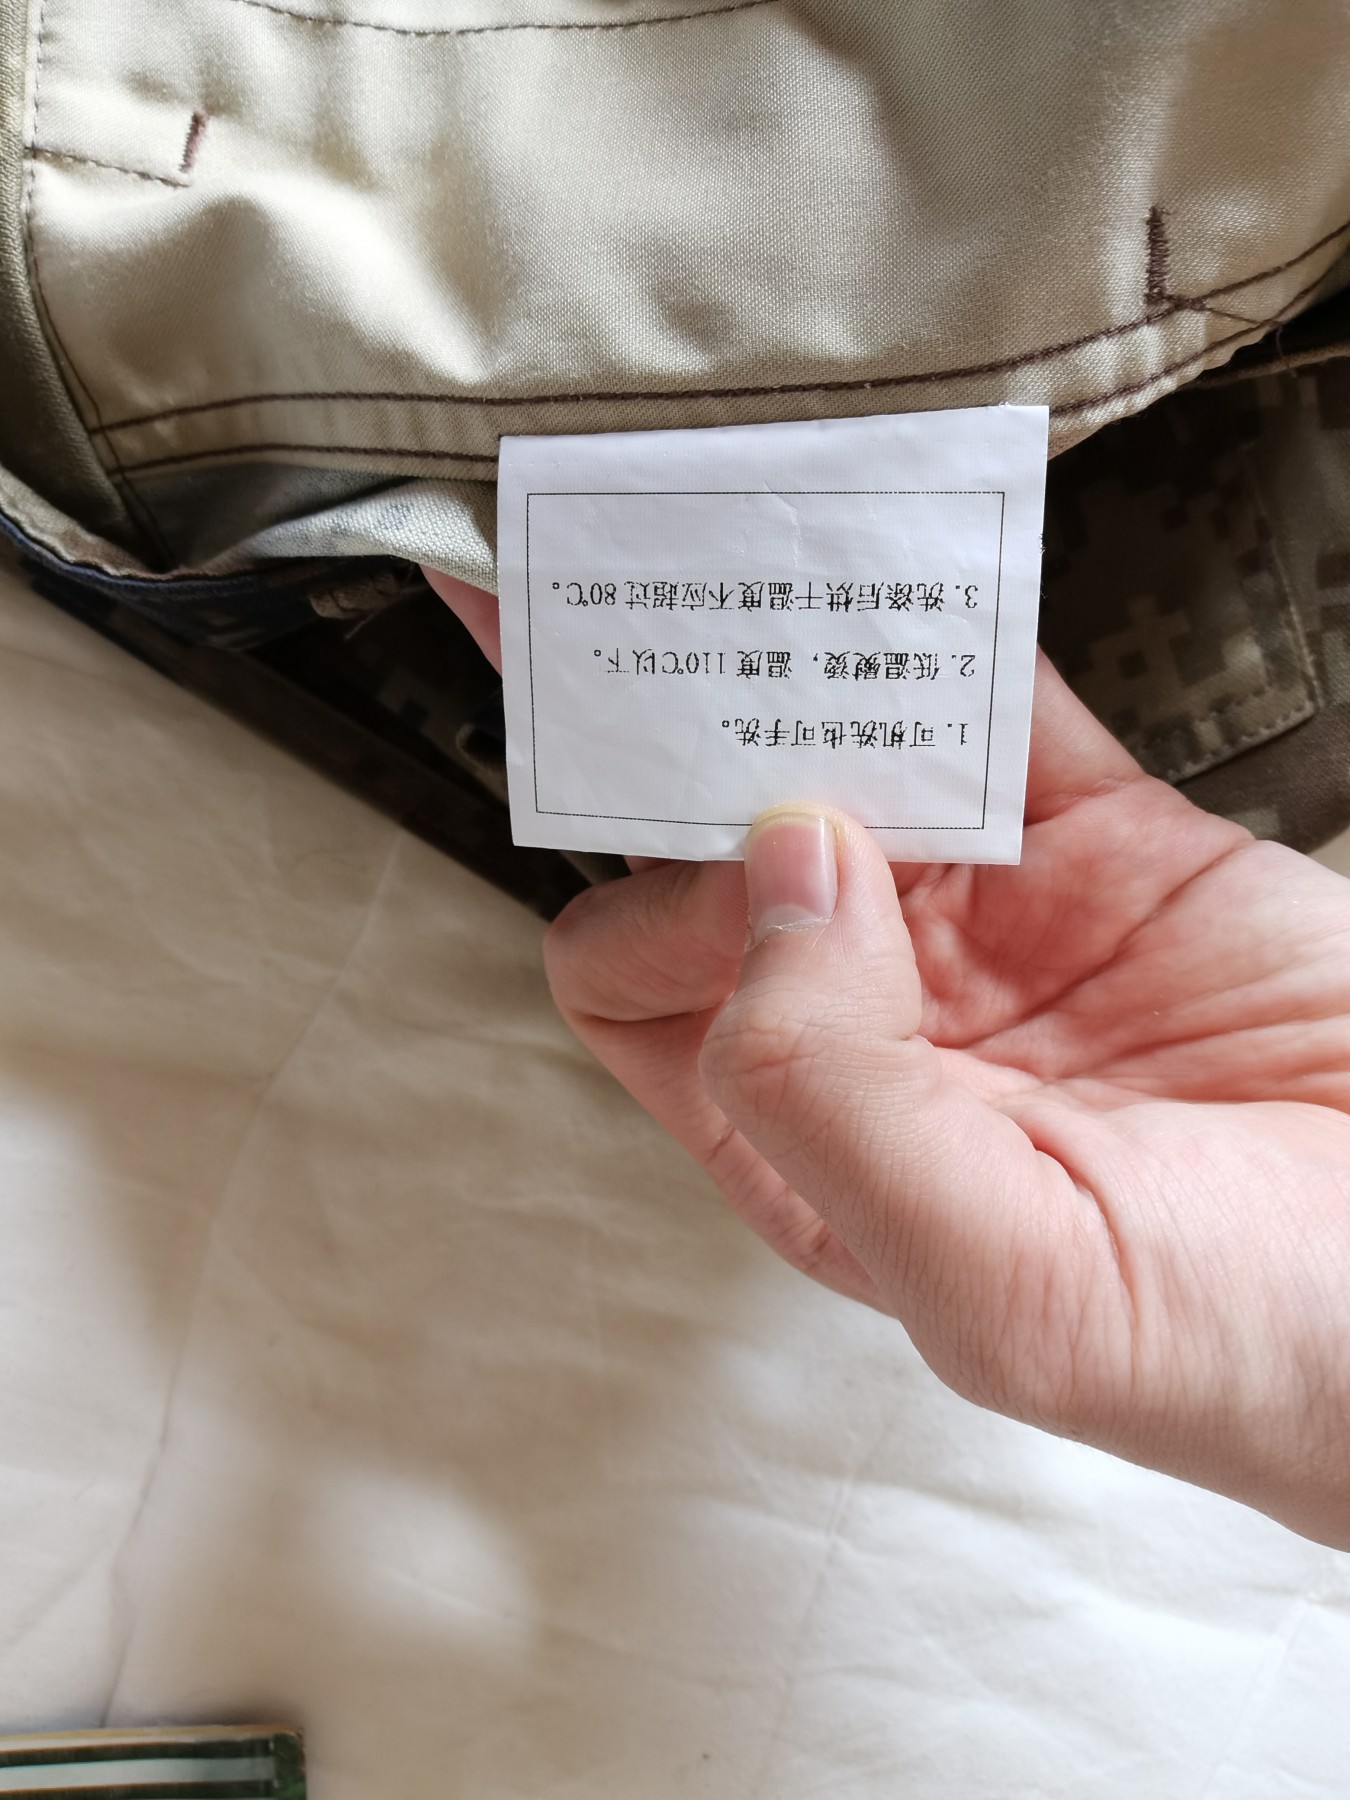 1. 可机洗也可手洗。
2. 低温熨烫，温度 110℃以下。
3. 洗涤后烘干温度不应超过 80℃。